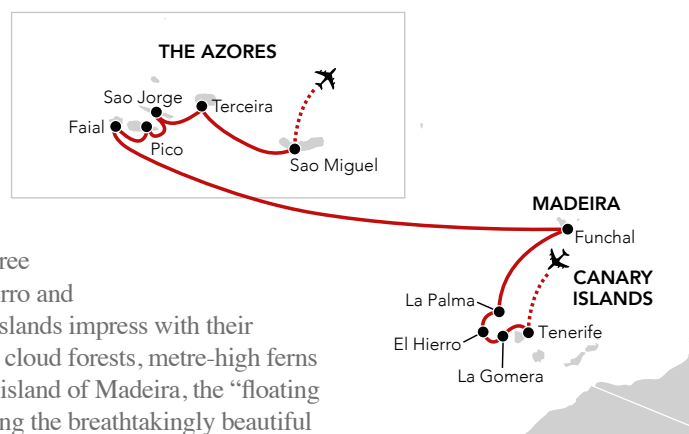 THE AZORES
Sao Jorge
Terceira
Faial
Pico
Sao Miguel
MADEIRA
Funchal
CANARY
ISLANDS
La Palma
El Hierro
Tenerife
La Gomera
ree
rro and
slands impress with their
cloud forests, metre-high ferns
island of Madeira, the “floating
ng the breathtakingly beautiful